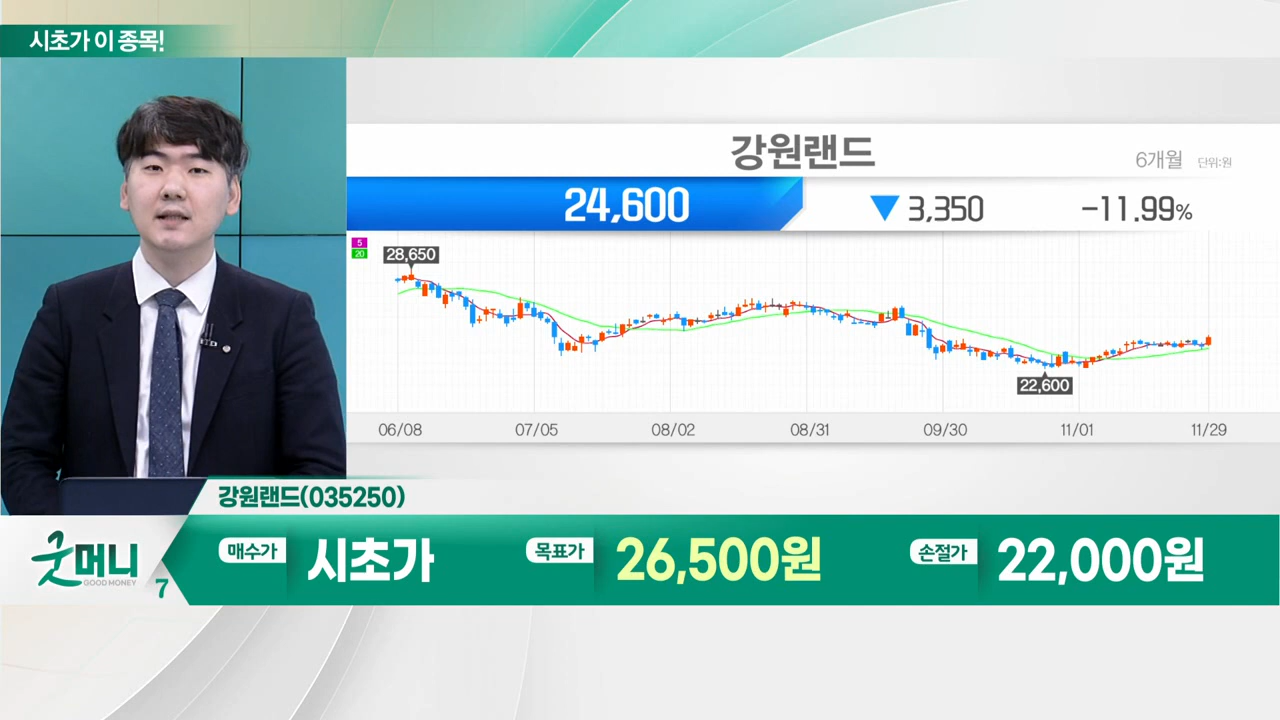 시초가 이 종목!
강원랜드
6개월 단위:원
24,600 ▼ 3,350 -11.99%
5
20
28,650
22,600
06/08 07/05 08/02 08/31 09/30 11/01 11/29
강원랜드(035250)
굿머니
GOOD MONEY
7
매수가 시초가 목표가 26,500원 손절가 22,000원